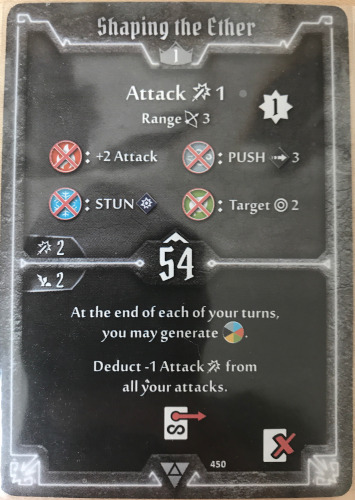 Shaping the Ether
1
Attack 1
Range 3
1
: +2 Attack
: PUSH 3
: STUN
: Target 2
2
54
2
At the end of each of your turns,
you may generate .
Deduct -1 Attack from
all your attacks.
450